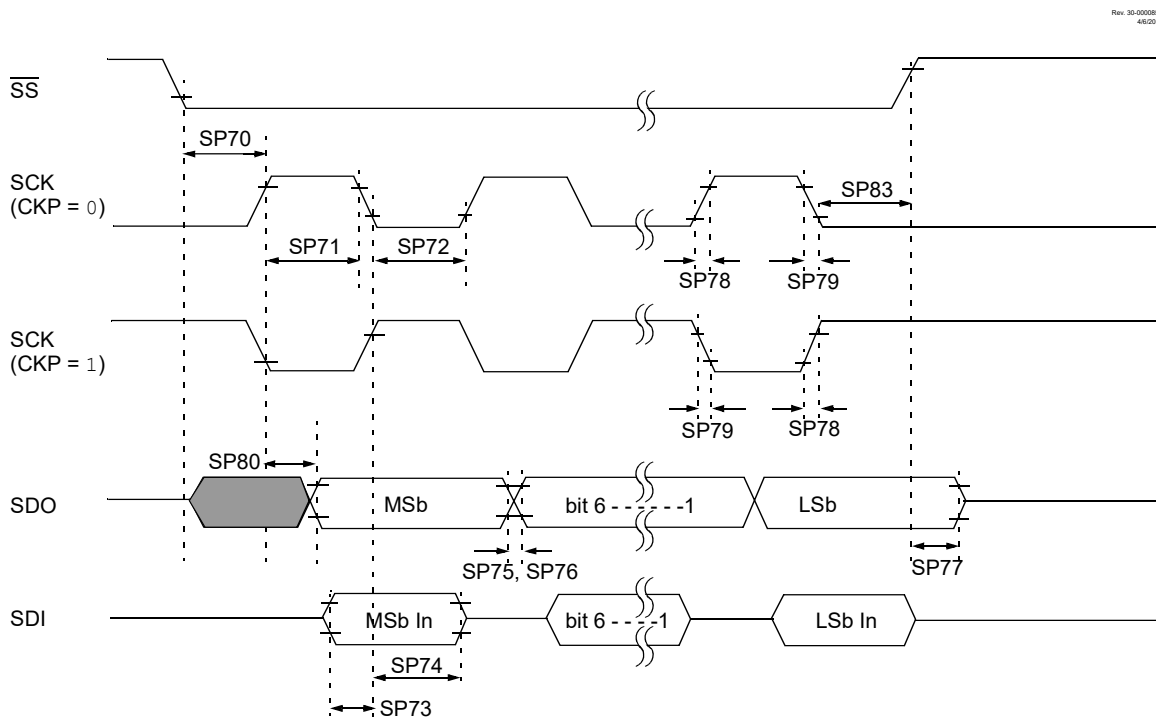 Rev. 30-00008
4/6/20
SS
SP70
SCK
(CKP = 0)
SP83
SP71
SP72
SP78
SP79
SCK
(CKP = 1)
SP79
SP78
SP80
SDO
MSb
bit 6 - - - - - -1
LSb
SP75, SP76
SP77
SDI
MSb In
bit 6 - - - - -1
LSb In
SP74
SP73